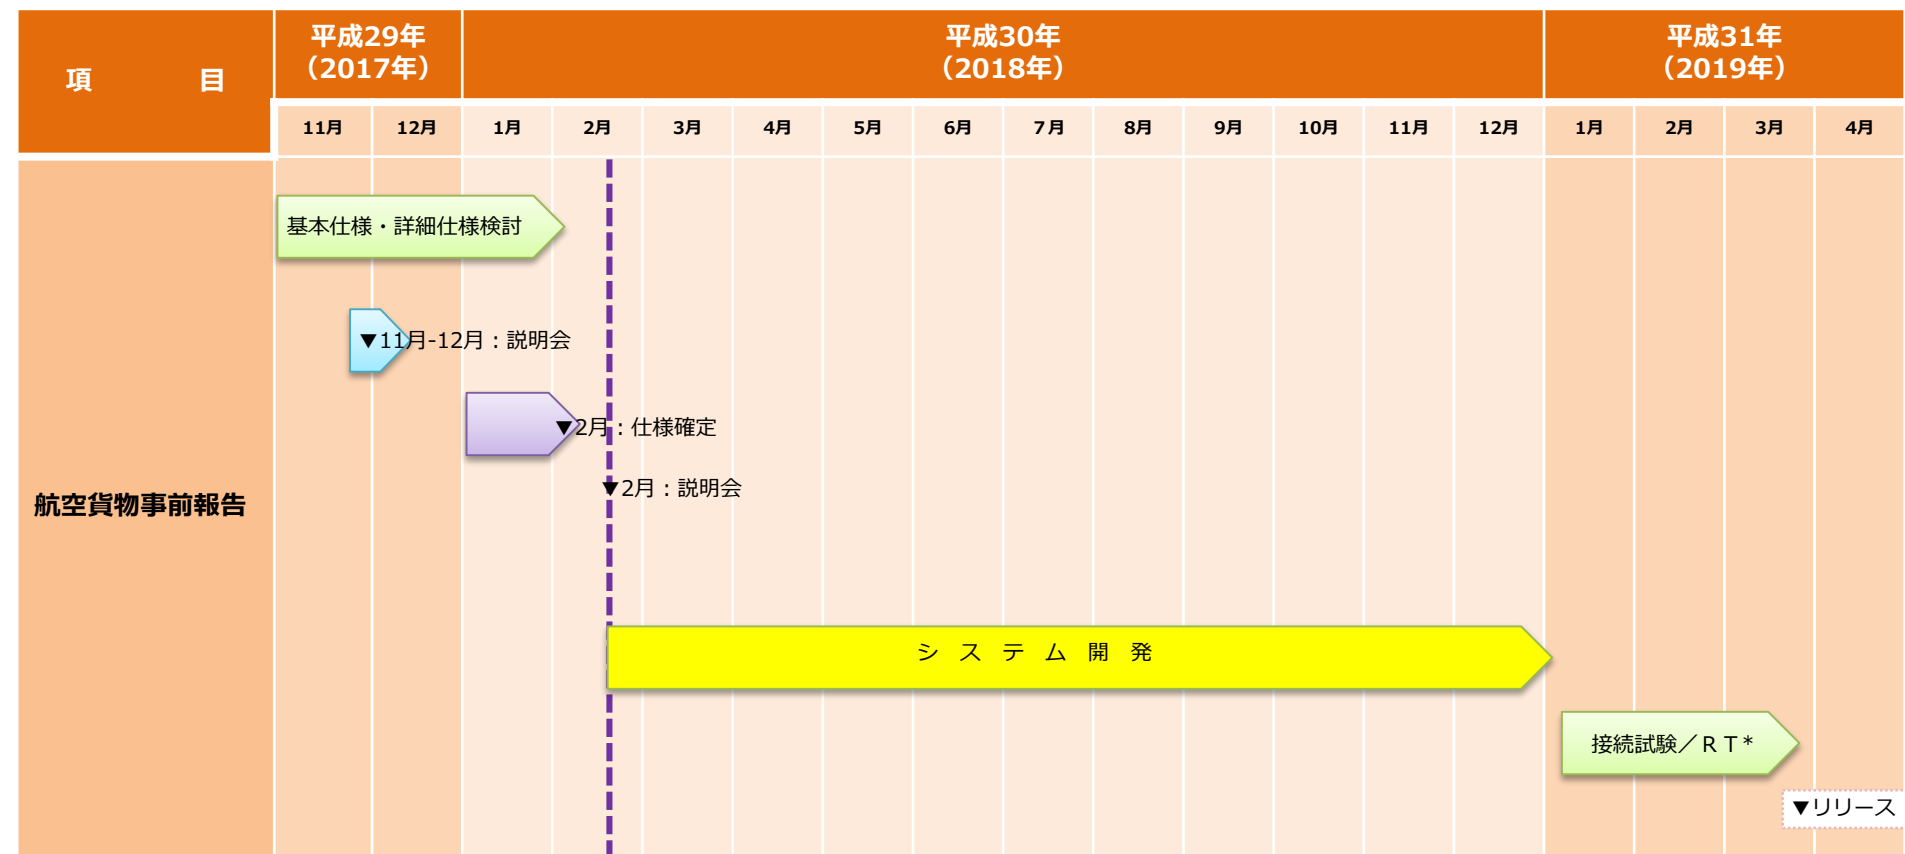 項 目
平成29年
（2017年）
平成30年
（2018年）
平成31年
（2019年）
11月 12月 1月 2月 3月 4月 5月 6月 7月 8月 9月 10月 11月 12月 1月 2月 3月 4月
航空貨物事前報告
基本仕様・詳細仕様検討
▼11月-12月：説明会
▼2月：仕様確定
▼2月：説明会
システム開発
接続試験／ＲＴ*
▼リリース